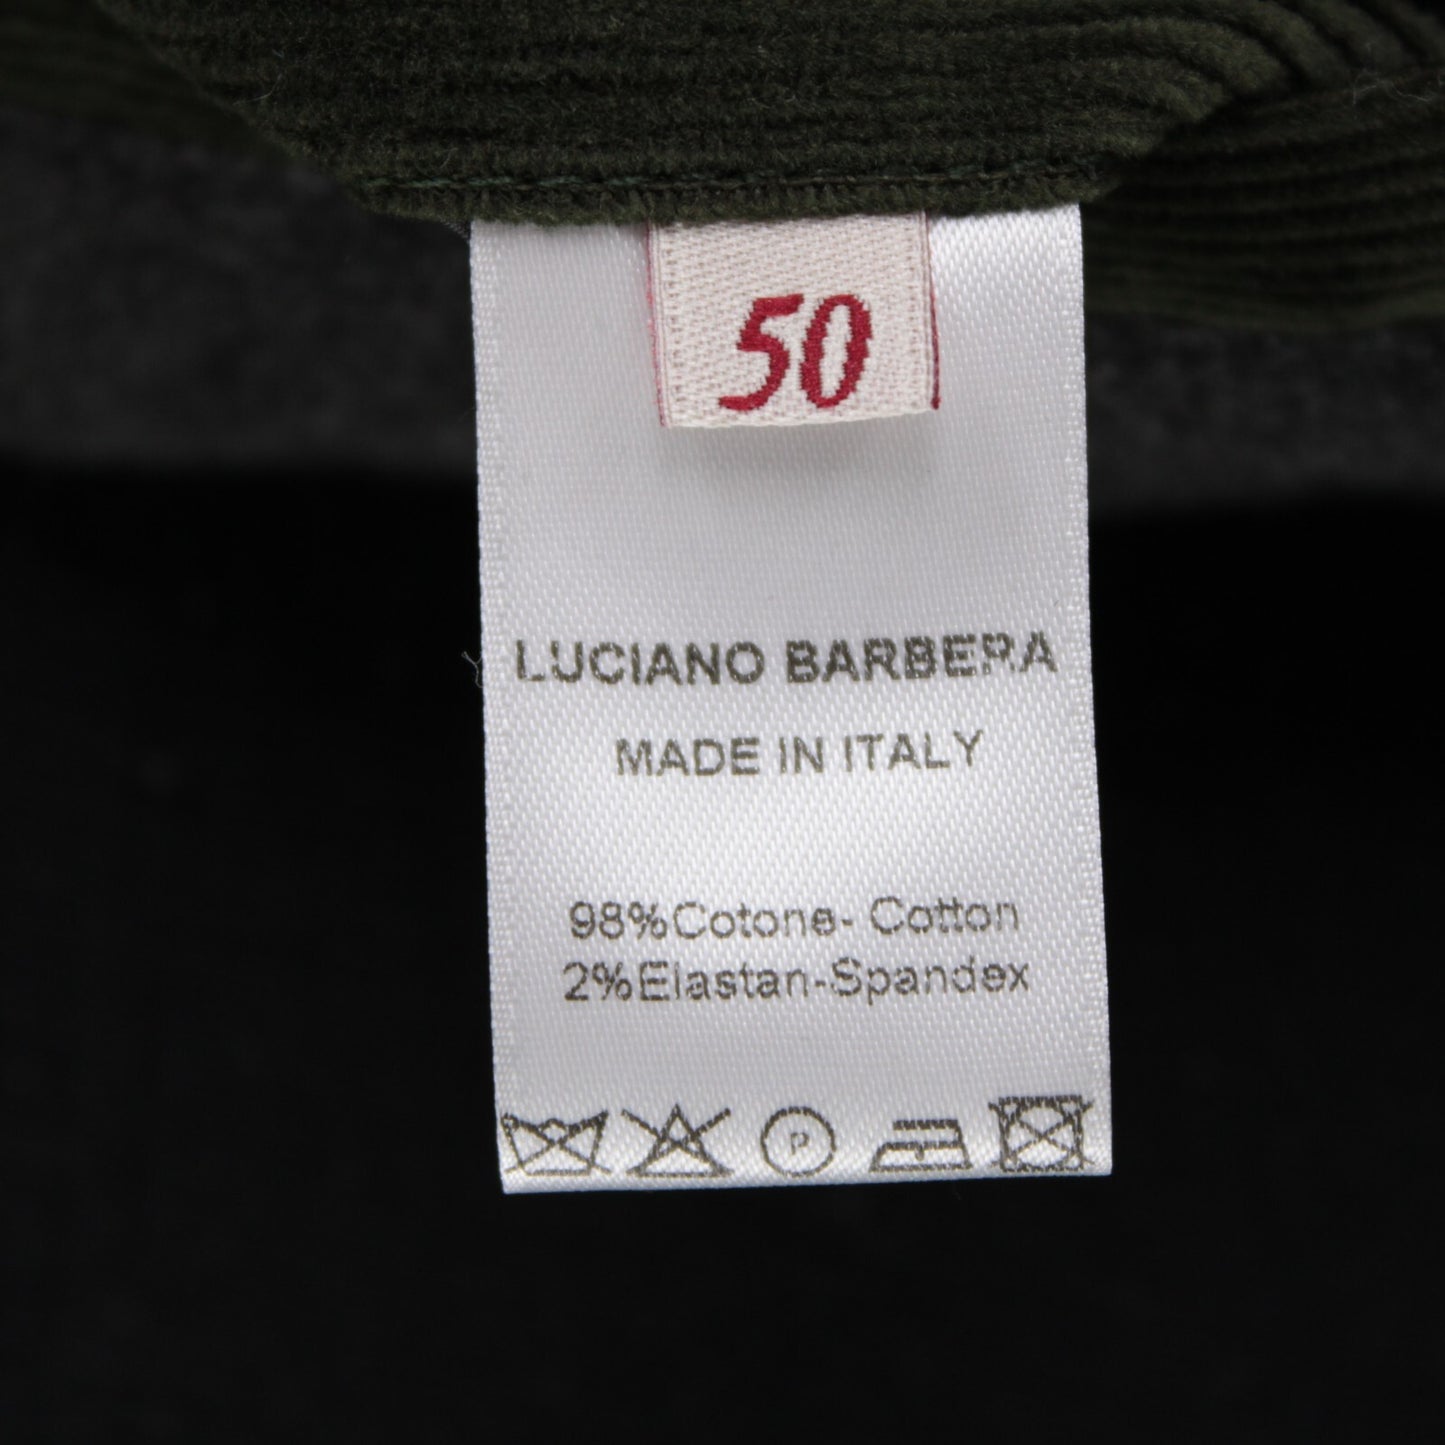 50
LUCIANO BARBERA
MADE IN ITALY
98%Cotone- Cotton
2%Elastan-Spandex
P